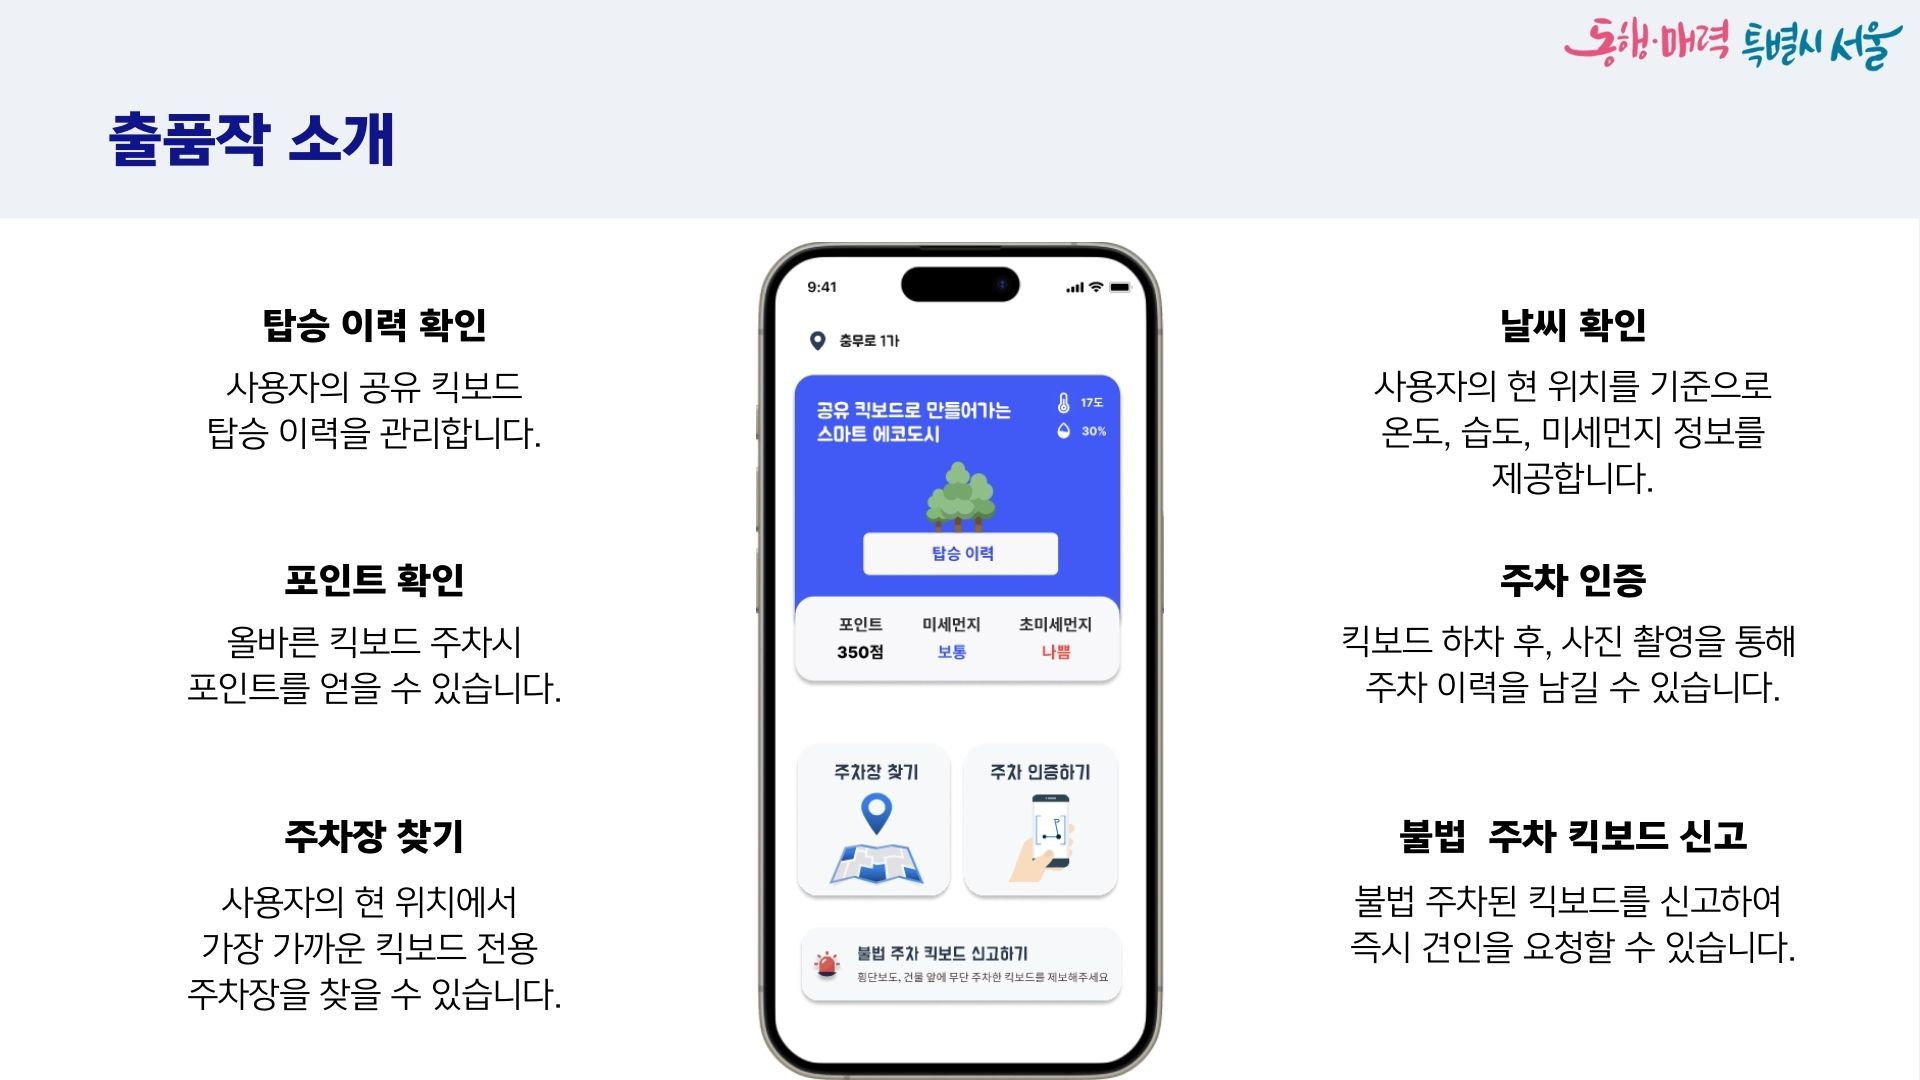 동행·매력 특별시 서울
출품작 소개
탑승 이력 확인
사용자의 공유 킥보드
탑승 이력을 관리합니다.
포인트 확인
올바른 킥보드 주차시
포인트를 얻을 수 있습니다.
주차장 찾기
사용자의 현 위치에서
가장 가까운 킥보드 전용
주차장을 찾을 수 있습니다.
9:41
충무로 1가
공유 킥보드로 만들어가는
스마트 에코도시
17도
30%
탑승 이력
포인트 미세먼지 초미세먼지
350점 보통 나쁨
주차장 찾기
주차 인증하기
불법 주차 킥보드 신고하기
횡단보도, 건물 앞에 무단 주차한 킥보드를 제보해주세요
날씨 확인
사용자의 현 위치를 기준으로
온도, 습도, 미세먼지 정보를
제공합니다.
주차 인증
킥보드 하차 후, 사진 촬영을 통해
주차 이력을 남길 수 있습니다.
불법 주차 킥보드 신고
불법 주차된 킥보드를 신고하여
즉시 견인을 요청할 수 있습니다.